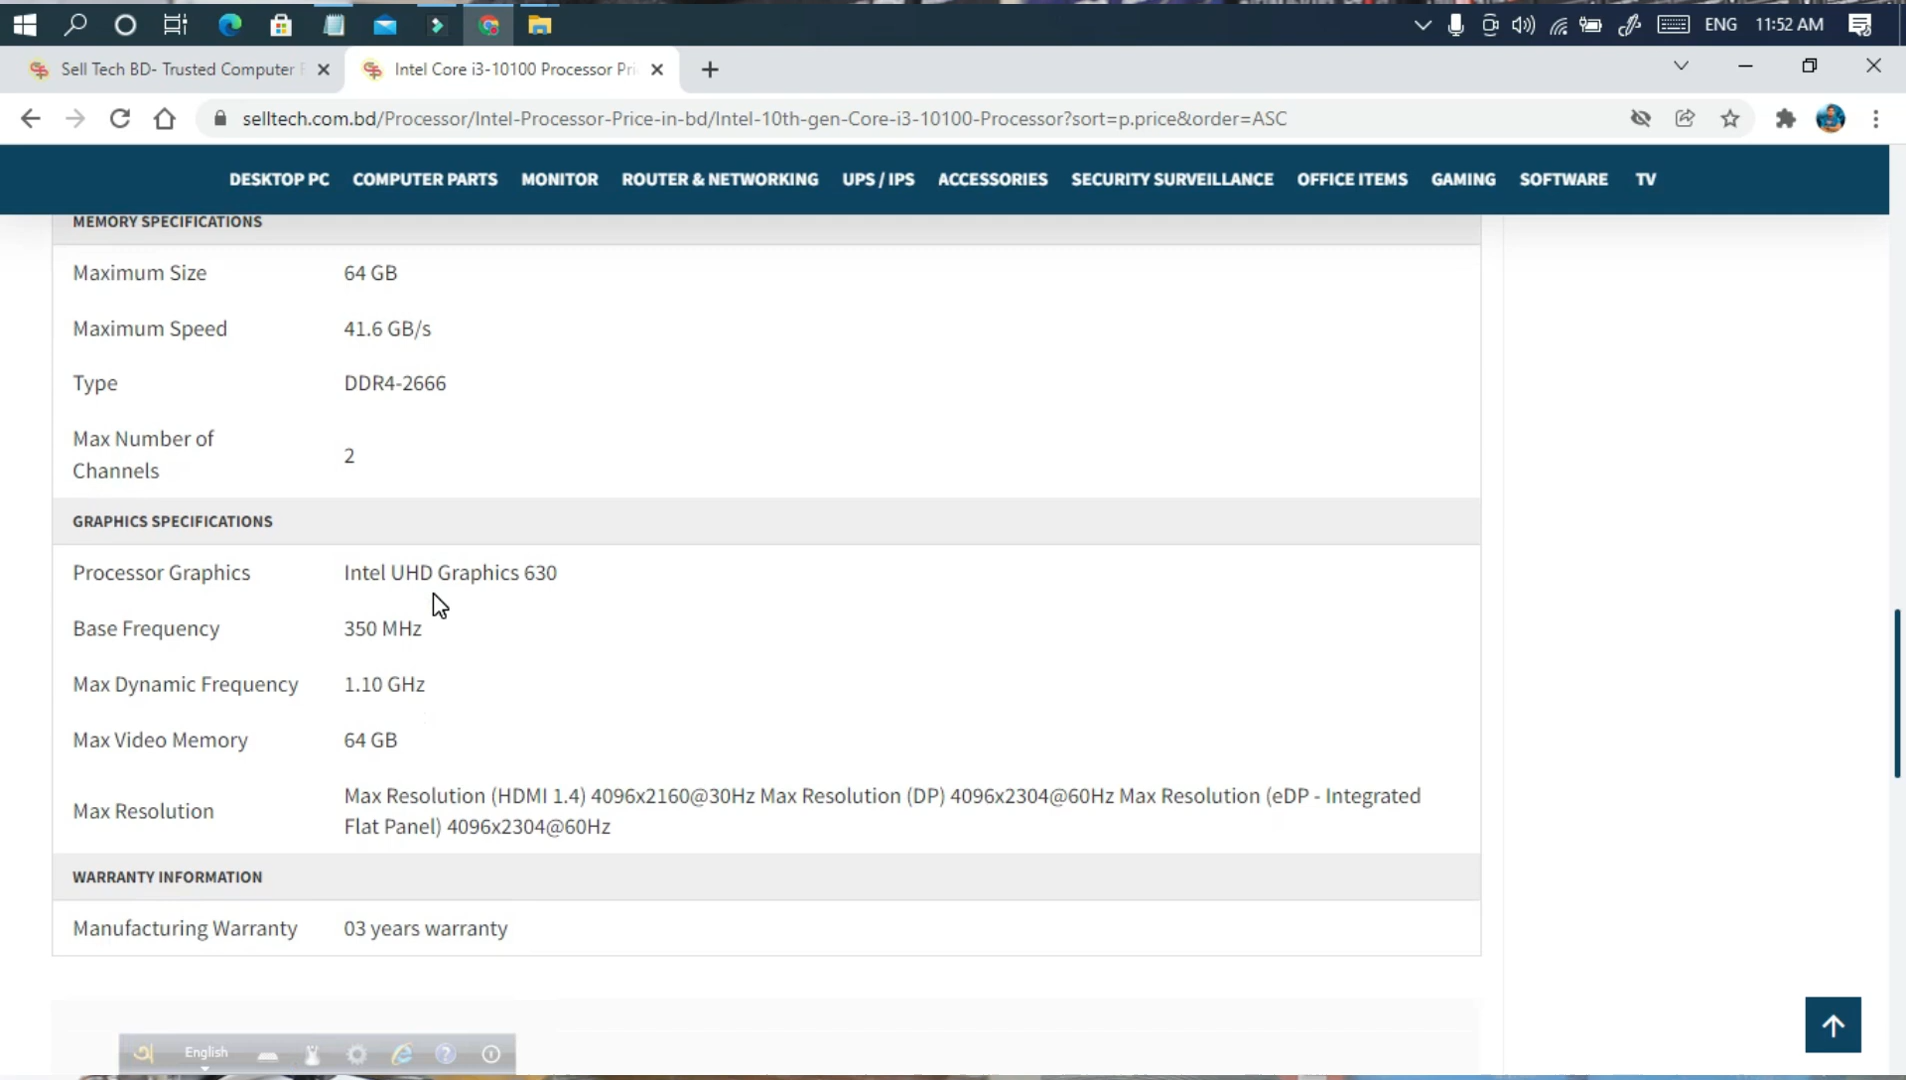 ENG 11:52 AM
Sell Tech BD- Trusted Computer
Intel Core i3-10100 Processor Pri
selltech.com.bd/Processor/Intel-Processor-Price-in-bd/Intel-10th-gen-Core-i3-10100-Processor?sort=p.price&order=ASC
DESKTOP PC COMPUTER PARTS MONITOR ROUTER & NETWORKING UPS / IPS ACCESSORIES SECURITY SURVEILLANCE OFFICE ITEMS GAMING SOFTWARE TV
MEMORY SPECIFICATIONS
Maximum Size 64 GB
Maximum Speed 41.6 GB/s
Type DDR4-2666
Max Number of
Channels 2
GRAPHICS SPECIFICATIONS
Processor Graphics Intel UHD Graphics 630
Base Frequency 350 MHz
Max Dynamic Frequency 1.10 GHz
Max Video Memory 64 GB
Max Resolution Max Resolution (HDMI 1.4) 4096x2160@30Hz Max Resolution (DP) 4096x2304@60Hz Max Resolution (eDP - Integrated
Flat Panel) 4096x2304@60Hz
WARRANTY INFORMATION
Manufacturing Warranty 03 years warranty
অ English